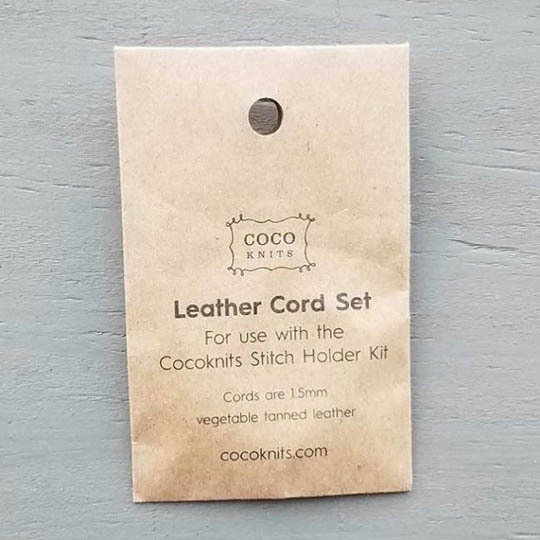 COCO
KNITS
Leather Cord Set
For use with the
Cocoknits Stitch Holder Kit
Cords are 1.5mm
vegetable tanned leather
cocoknits.com